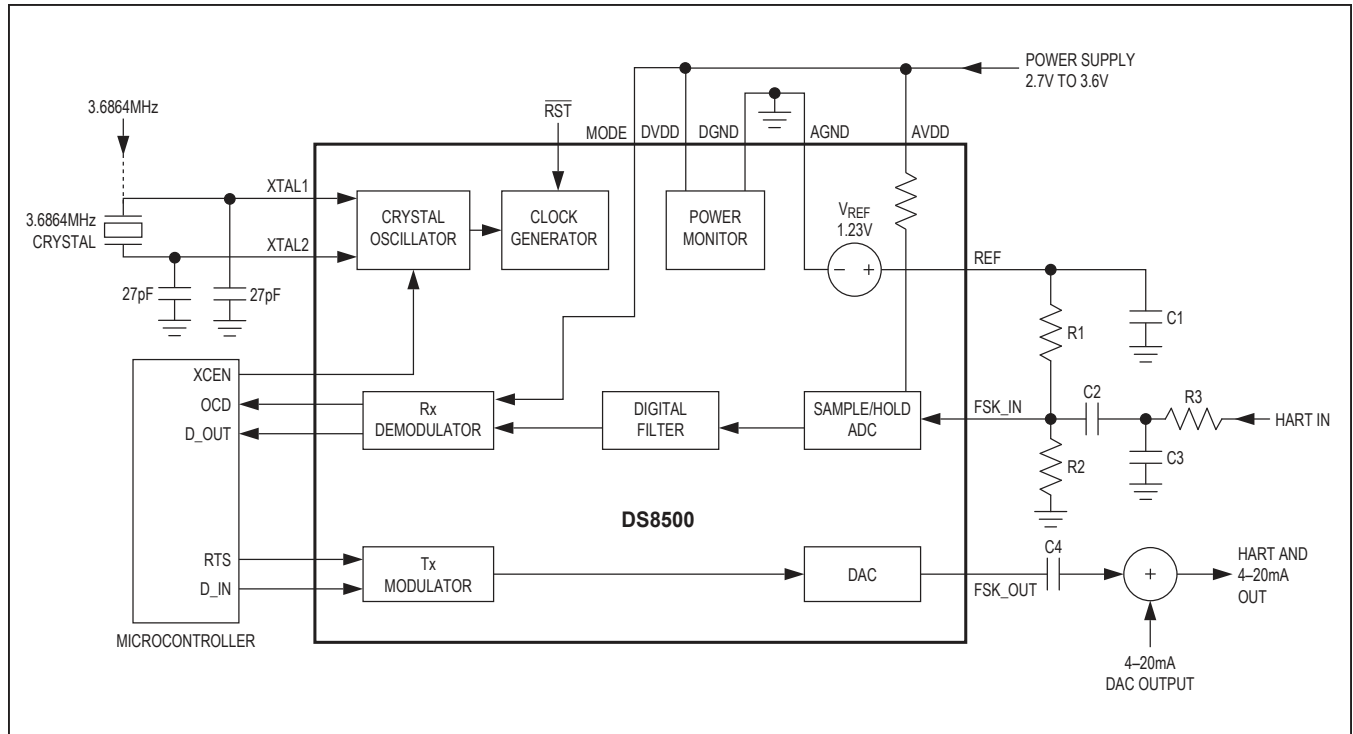 POWER SUPPLY
2.7V TO 3.6V
3.6864MHz
RST
MODE
DVDD
DGND
AGND
AVDD
XTAL1
CRYSTAL
OSCILLATOR
CLOCK
GENERATOR
POWER
MONITOR
VREF
1.23V
3.6864MHz
CRYSTAL
XTAL2
REF
27pF
27pF
R1
C1
XCEN
OCD
D_OUT
Rx
DEMODULATOR
DIGITAL
FILTER
SAMPLE/HOLD
ADC
FSK_IN
C2
R3
HART IN
R2
C3
DS8500
RTS
D_IN
Tx
MODULATOR
DAC
FSK_OUT
C4
+
HART AND
4–20mA
OUT
MICROCONTROLLER
4–20mA
DAC OUTPUT